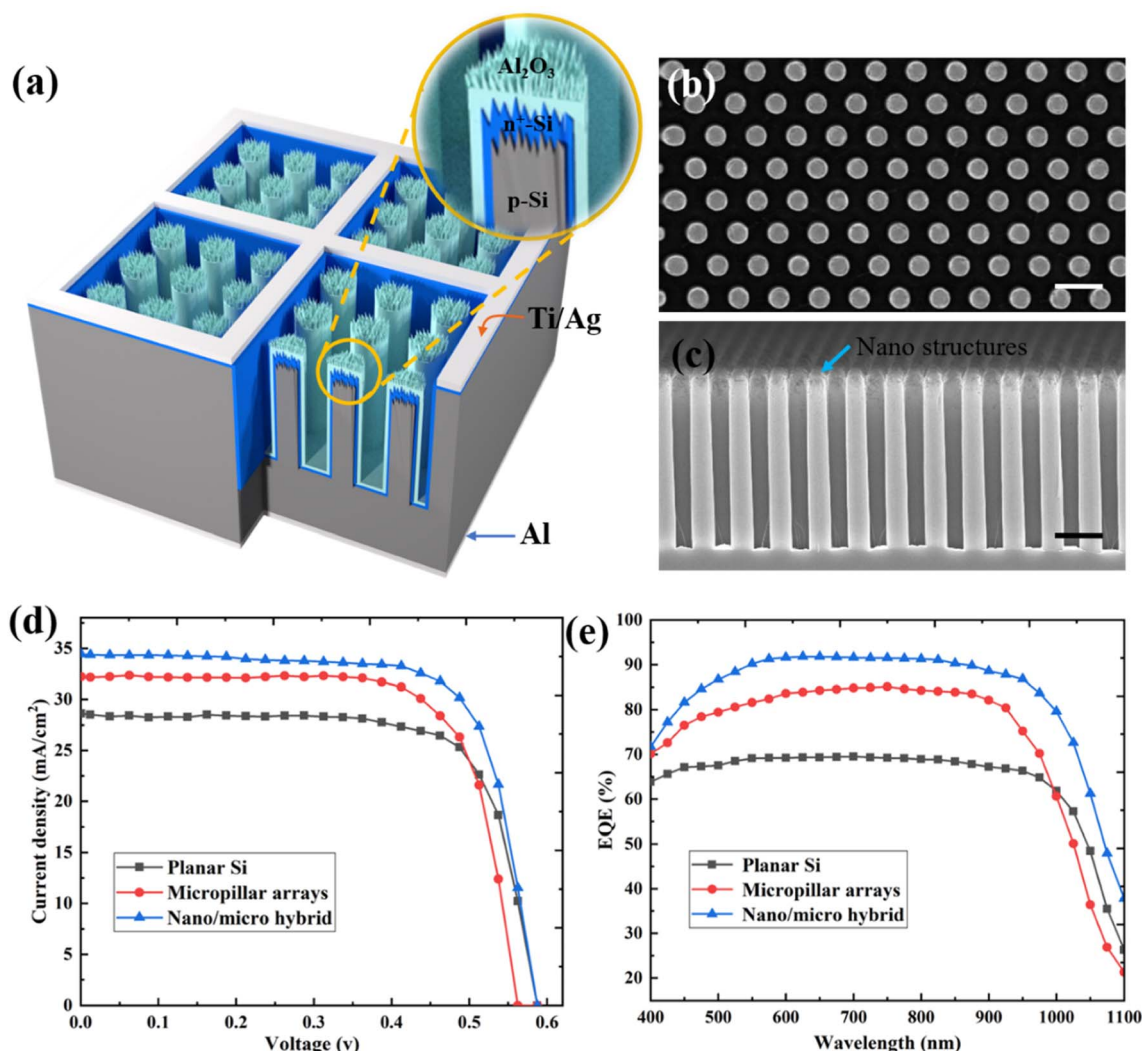 (a)
Al₂O₃
n⁺-Si
p-Si
Ti/Ag
Al
(b)
(c)
Nano structures
(d)
Current density (mA/cm²)
35
30
25
20
15
10
5
0
Planar Si
Micropillar arrays
Nano/micro hybrid
0.0 0.1 0.2 0.3 0.4 0.5 0.6
Voltage (v)
(e)
EQE (%)
100
90
80
70
60
50
40
30
20
Planar Si
Micropillar arrays
Nano/micro hybrid
400 500 600 700 800 900 1000 1100
Wavelength (nm)